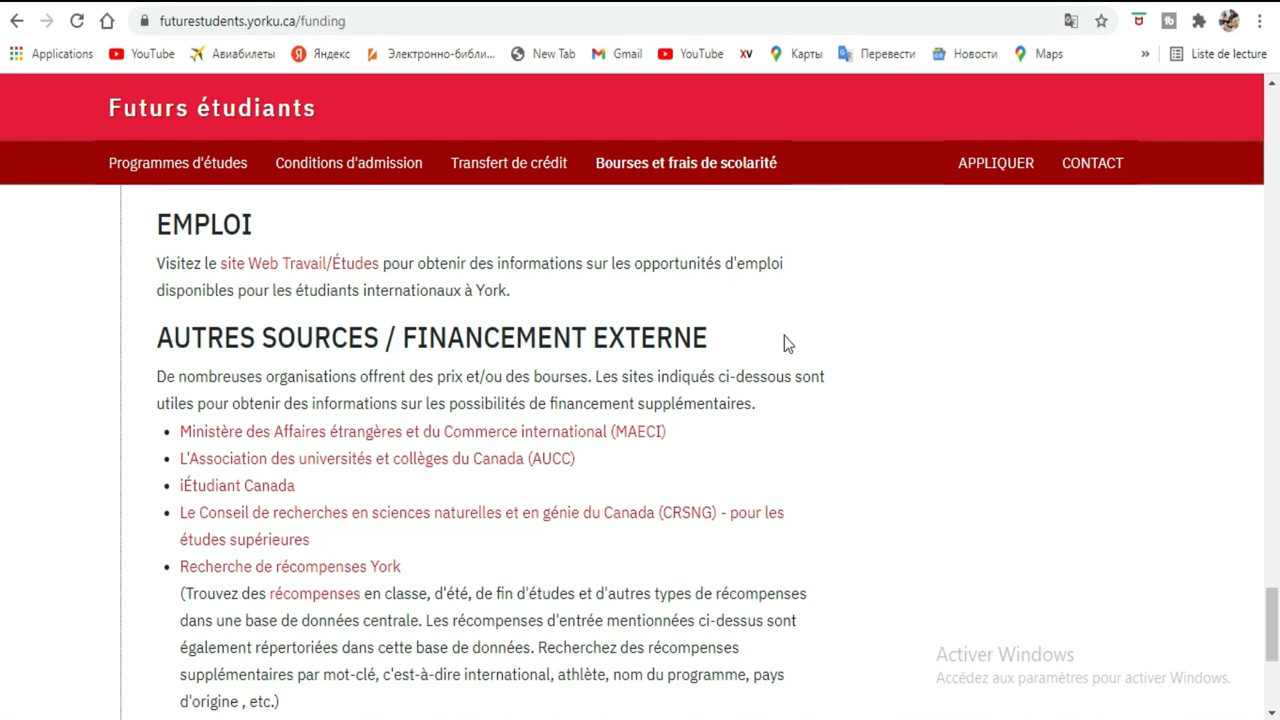 futurestudents.yorku.ca/funding
Applications YouTube Авиабилеты Яндекс Электронно-библи... New Tab Gmail YouTube XV Карты Перевести Новости Maps » Liste de lecture
Futurs étudiants
Programmes d'études Conditions d'admission Transfert de crédit Bourses et frais de scolarité APPLIQUER CONTACT
EMPLOI
Visitez le site Web Travail/Études pour obtenir des informations sur les opportunités d'emploi
disponibles pour les étudiants internationaux à York.
AUTRES SOURCES / FINANCEMENT EXTERNE
De nombreuses organisations offrent des prix et/ou des bourses. Les sites indiqués ci-dessous sont
utiles pour obtenir des informations sur les possibilités de financement supplémentaires.
• Ministère des Affaires étrangères et du Commerce international (MAECI)
• L'Association des universités et collèges du Canada (AUCC)
• iÉtudiant Canada
• Le Conseil de recherches en sciences naturelles et en génie du Canada (CRSNG) - pour les
études supérieures
• Recherche de récompenses York
(Trouvez des récompenses en classe, d'été, de fin d'études et d'autres types de récompenses
dans une base de données centrale. Les récompenses d'entrée mentionnées ci-dessus sont
également répertoriées dans cette base de données. Recherchez des récompenses
supplémentaires par mot-clé, c'est-à-dire international, athlète, nom du programme, pays
d'origine , etc.)
Activer Windows
Accédez aux paramètres pour activer Windows.